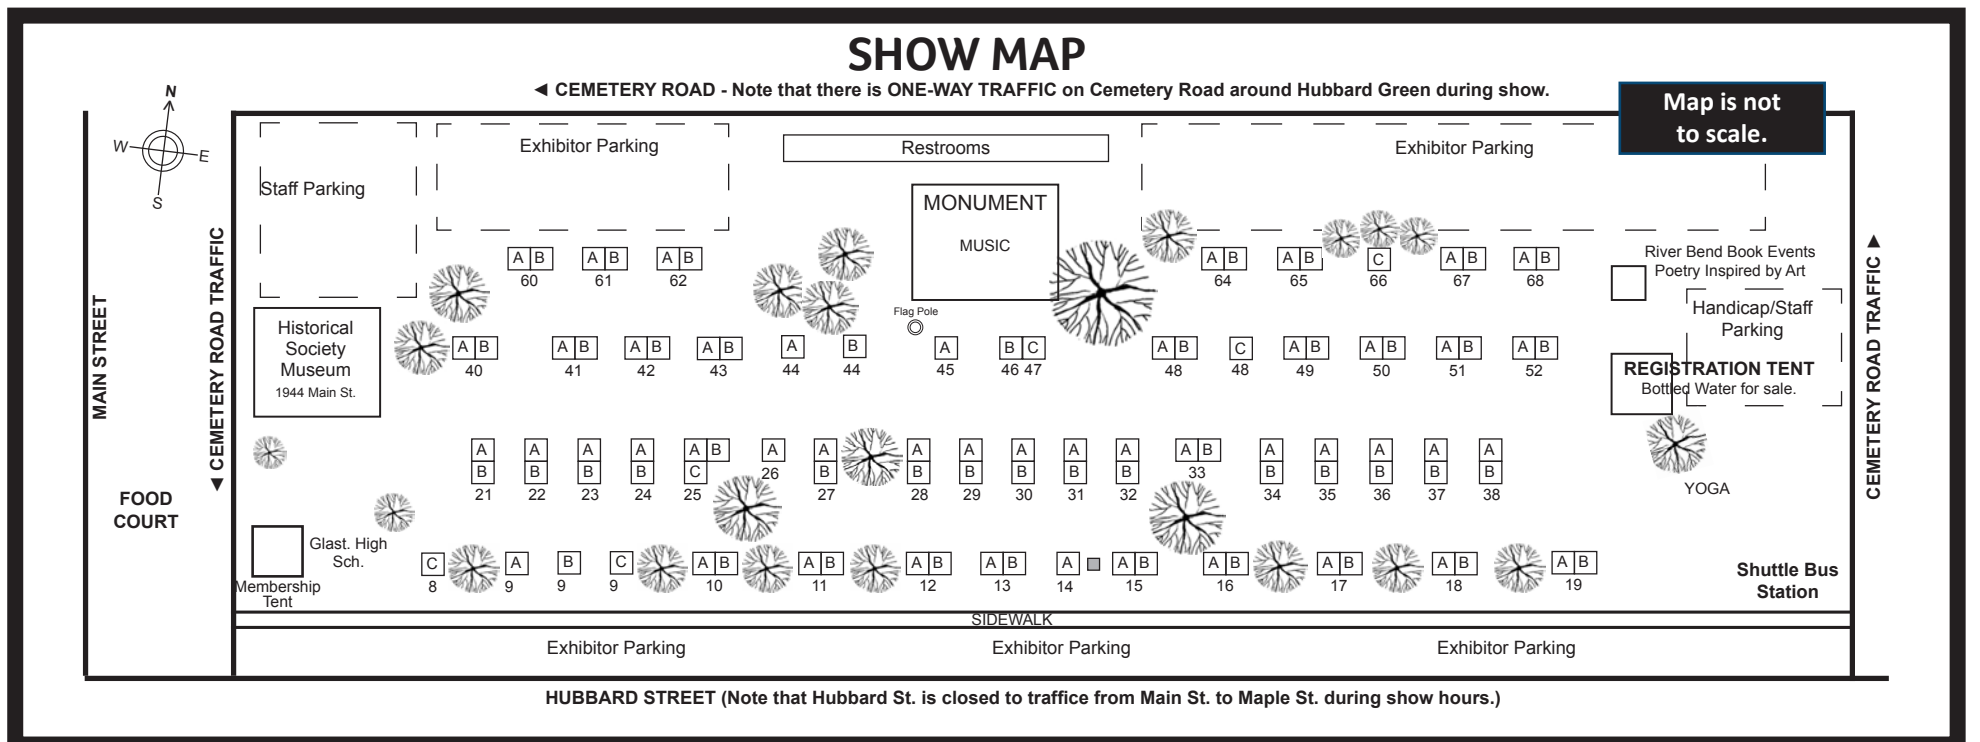 SHOW MAP
◄ CEMETERY ROAD - Note that there is ONE-WAY TRAFFIC on Cemetery Road around Hubbard Green during show.
Map is not
to scale.
N
W
E
S
Staff Parking
Exhibitor Parking
Restrooms
Exhibitor Parking
MONUMENT
MUSIC
MAIN STREET
◄ CEMETERY ROAD TRAFFIC
CEMETERY ROAD TRAFFIC ►
A B A B A B
60 61 62
A B A B C A B A B
64 65 66 67 68
River Bend Book Events
Poetry Inspired by Art
Handicap/Staff
Parking
Flag Pole
Historical
Society
Museum
1944 Main St.
A B A B A B A B A B A B C A B C A B A B A B A B
40 41 42 43 44 44 45 46 47 48 48 49 50 51 52
REGISTRATION TENT
Bottled Water for sale.
A A A A A B A A A A A A A A B A A A A A
B B B B C B B B B B B B B B B B
21 22 23 24 25 26 27 28 29 30 31 32 33 34 35 36 37 38
YOGA
FOOD
COURT
Glast. High
Sch.
Membership
Tent
C A B C A B A B A B A B A A B A B A B A B A B
8 9 9 9 10 11 12 13 14 15 16 17 18 19
Shuttle Bus
Station
SIDEWALK
Exhibitor Parking Exhibitor Parking Exhibitor Parking
HUBBARD STREET (Note that Hubbard St. is closed to traffice from Main St. to Maple St. during show hours.)